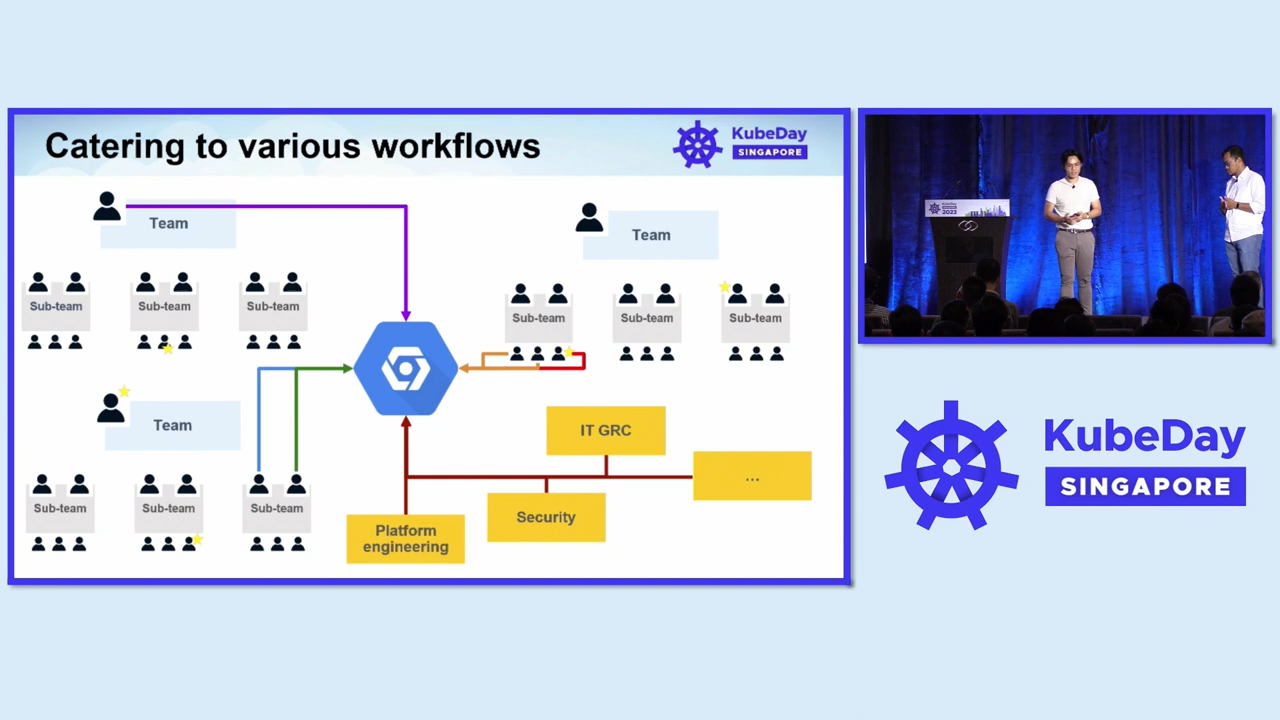 Catering to various workflows
KubeDay
SINGAPORE
Team
Sub-team
Sub-team
Sub-team
Team
Sub-team
Sub-team
Sub-team
Team
Sub-team
Sub-team
Sub-team
IT GRC
...
Security
Platform
engineering
2023
KubeDay
SINGAPORE